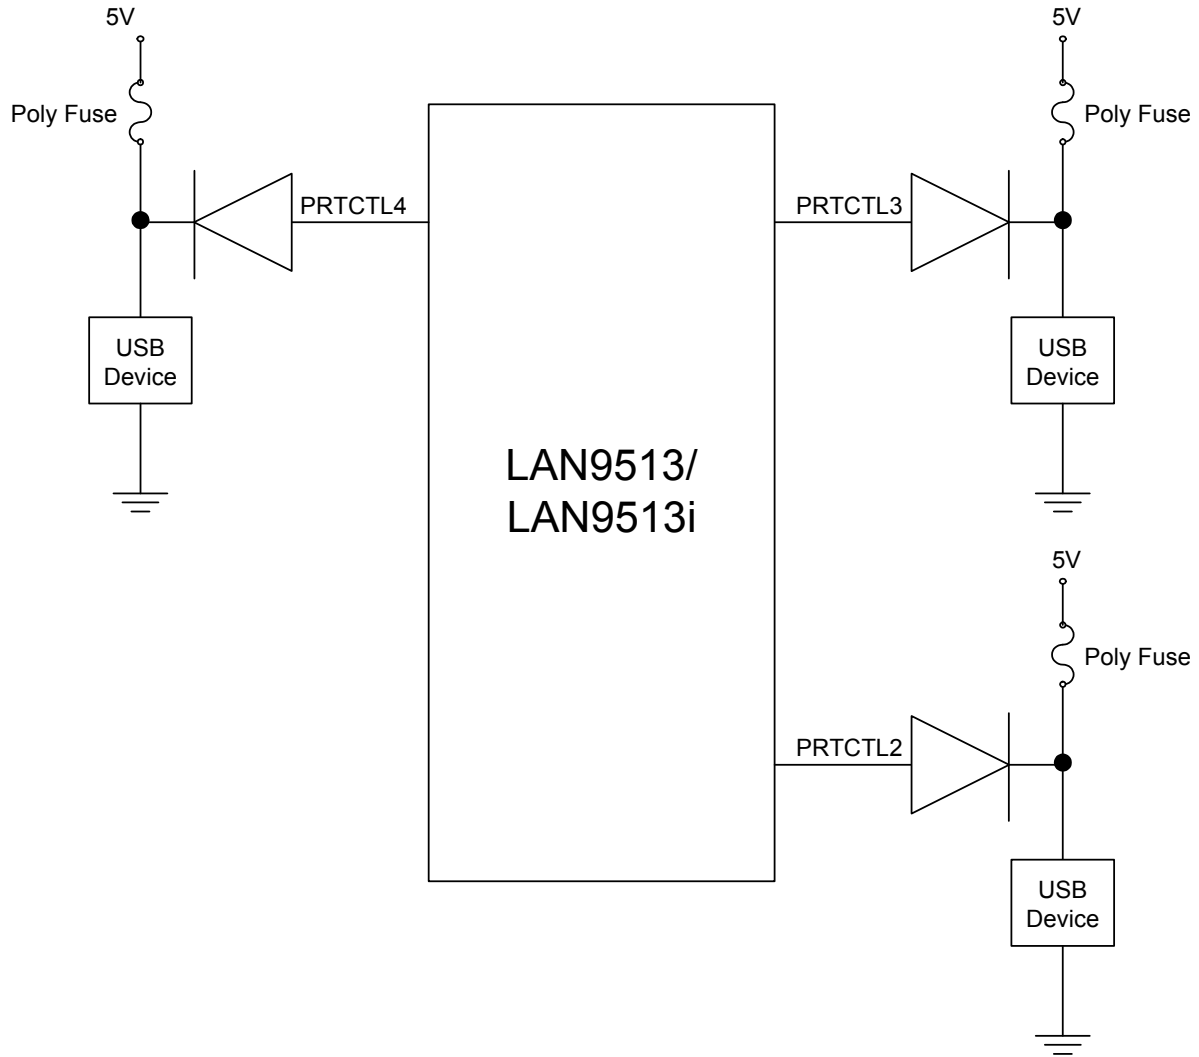 5V
5V
Poly Fuse
Poly Fuse
PRTCTL4
PRTCTL3
USB
Device
USB
Device
LAN9513/
LAN9513i
5V
Poly Fuse
PRTCTL2
USB
Device